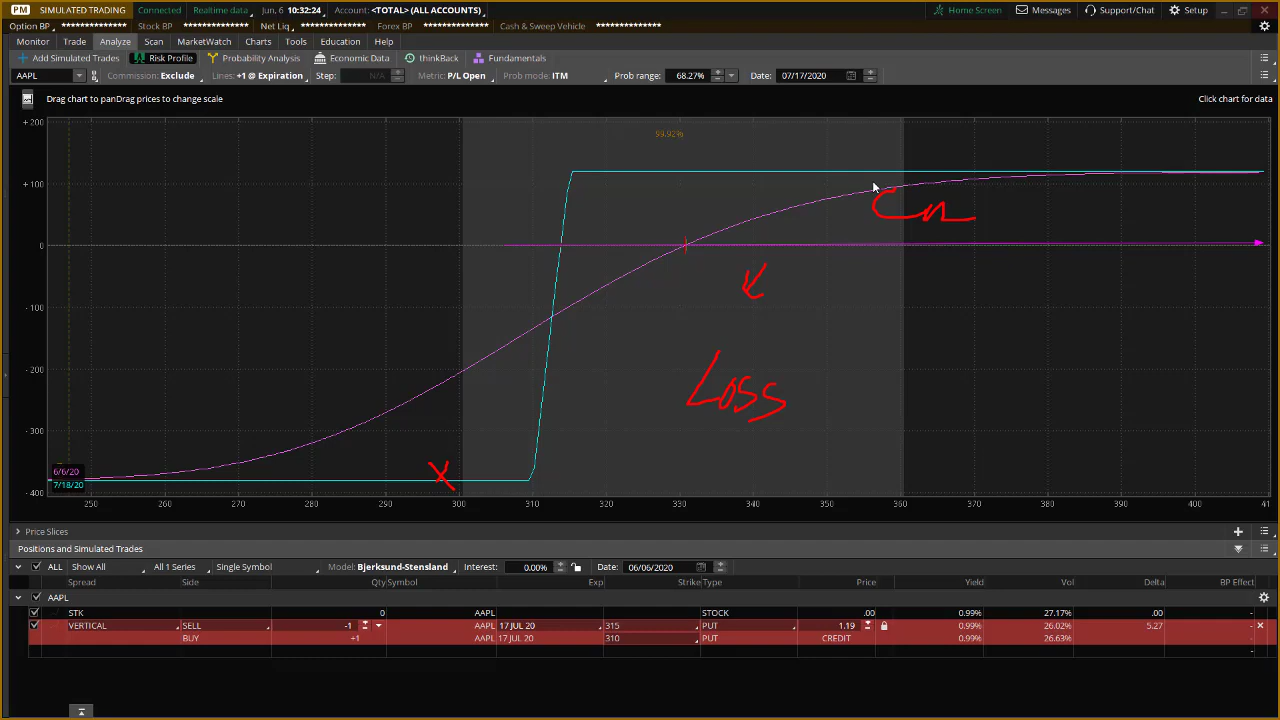 PM SIMULATED TRADING Connected Realtime data Jun, 6 10:32:24 Account: <TOTAL> (ALL ACCOUNTS) Home Screen Messages Support/Chat Setup
Option BP ************** Stock BP ************** Net Liq ************** Forex BP ************** Cash & Sweep Vehicle **************
Monitor Trade Analyze Scan MarketWatch Charts Tools Education Help
Add Simulated Trades Risk Profile Probability Analysis Economic Data thinkBack Fundamentals
AAPL Commission: Exclude Lines: +1 @ Expiration Step: N/A Metric: P/L Open Prob mode: ITM Prob range: 68.27% Date: 07/17/2020
Drag chart to panDrag prices to change scale Click chart for data
+200
99.92%
+100
0
-100
Loss
-200
-300
X
-400
6/6/20
7/18/20
250 260 270 280 290 300 310 320 330 340 350 360 370 380 390 400 41
Price Slices
Positions and Simulated Trades
ALL Show All All 1 Series Single Symbol Model: Bjerksund-Stensland Interest: 0.00% Date: 06/06/2020
Spread Side Qty Symbol Exp Strike Type Price Yield Vol Delta BP Effect
AAPL
STK 0 AAPL STOCK .00 0.99% 27.17% .00 -
VERTICAL SELL -1 AAPL 17 JUL 20 315 PUT 1.19 0.99% 26.02% 5.27 -
BUY +1 AAPL 17 JUL 20 310 PUT CREDIT 0.99% 26.63%
-